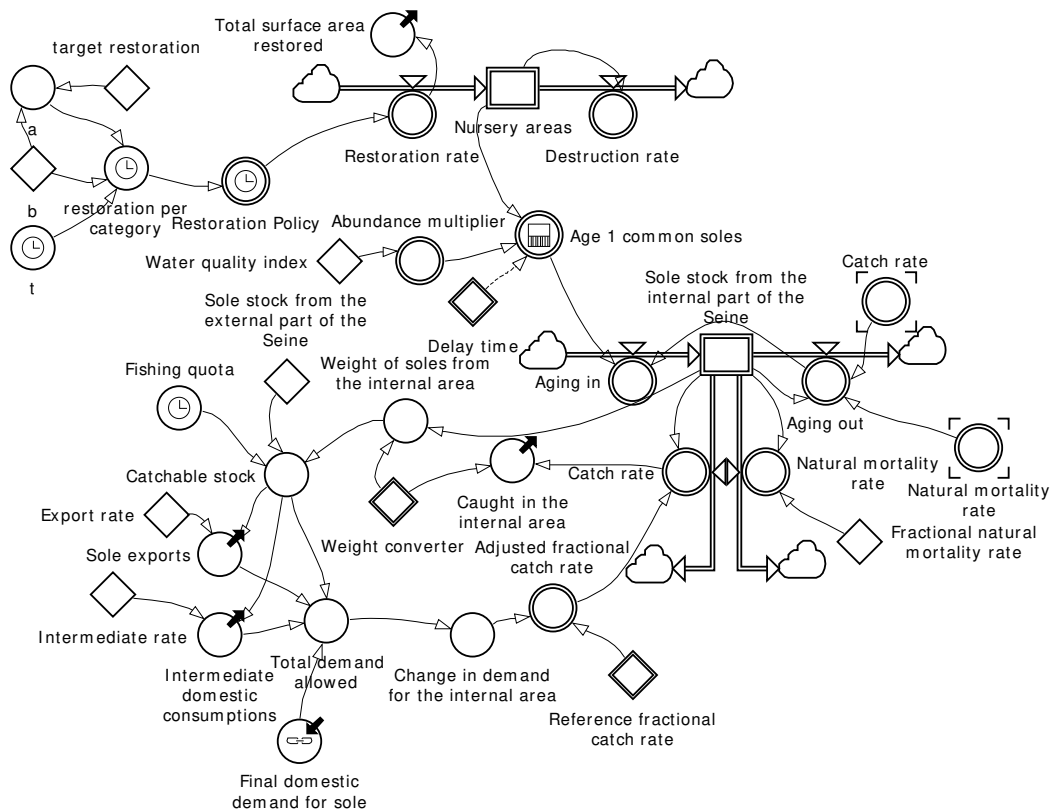 Total surface area
restored
target restoration
a
Nursery areas
Restoration rate
Destruction rate
b
restoration per
category
Restoration Policy
Abundance multiplier
Age 1 common soles
t
Water quality index
Catch rate
Sole stock from the
external part of the
Seine
Sole stock from the
internal part of the
Seine
Delay time
Fishing quota
Weight of soles from
the internal area
Aging in
Aging out
Catchable stock
Catch rate
Natural mortality
rate
Natural mortality
rate
Caught in the
internal area
Export rate
Weight converter
Sole exports
Adjusted fractional
catch rate
Fractional natural
mortality rate
Intermediate rate
Total demand
allowed
Intermediate
domestic
consumptions
Change in demand
for the internal area
Reference fractional
catch rate
Final domestic
demand for sole